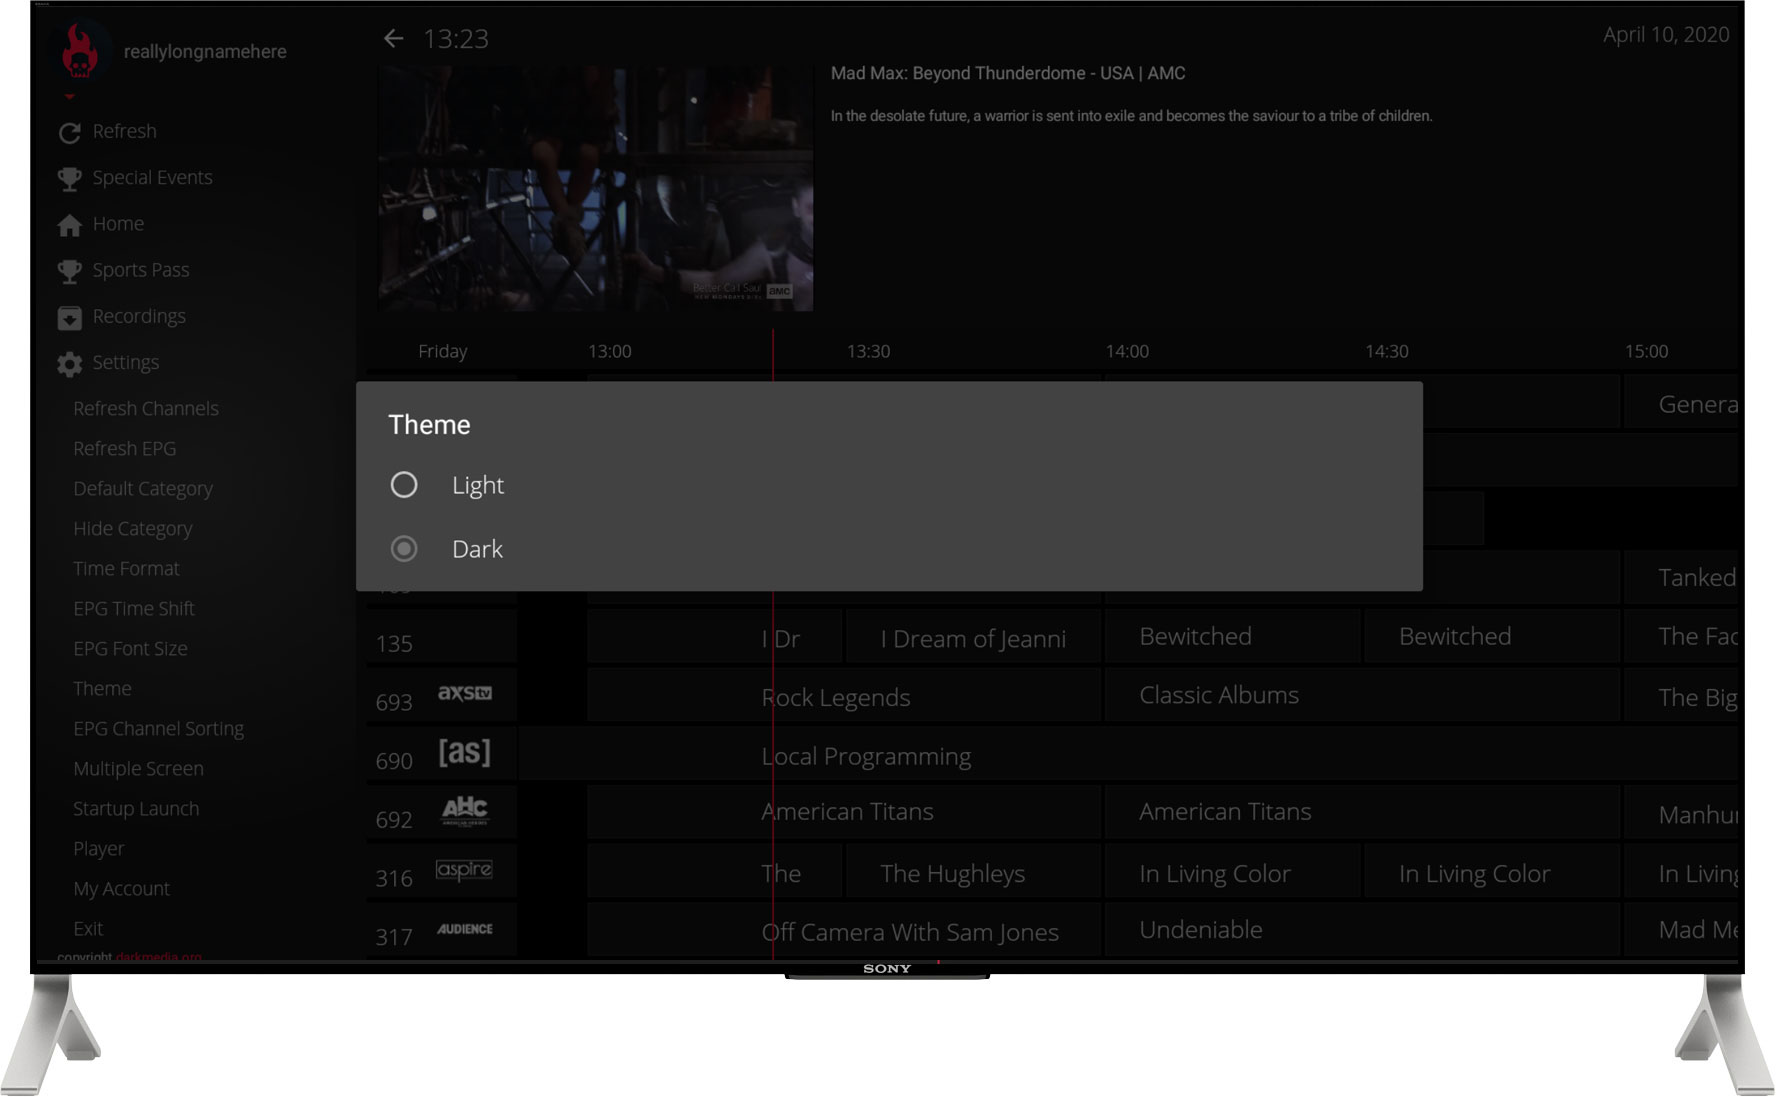 reallylongnamehere
Refresh
Special Events
Home
Sports Pass
Recordings
Settings
Refresh Channels
Refresh EPG
Default Category
Hide Category
Time Format
EPG Time Shift
EPG Font Size
Theme
EPG Channel Sorting
Multiple Screen
Startup Launch
Player
My Account
Exit
copyright darkmedia.org
13:23
April 10, 2020
Mad Max: Beyond Thunderdome - USA | AMC
In the desolate future, a warrior is sent into exile and becomes the saviour to a tribe of children.
Better Call Saul
amc
Friday 13:00 13:30 14:00 14:30 15:00
Genera
Theme
Light
Dark
Tanked
135 I Dr I Dream of Jeanni Bewitched Bewitched The Fac
693 axstv Rock Legends Classic Albums The Big
690 [as] Local Programming
692 AHC American Titans American Titans Manhu
316 aspire The The Hughleys In Living Color In Living Color In Living
317 AUDIENCE Off Camera With Sam Jones Undeniable Mad Me
SONY